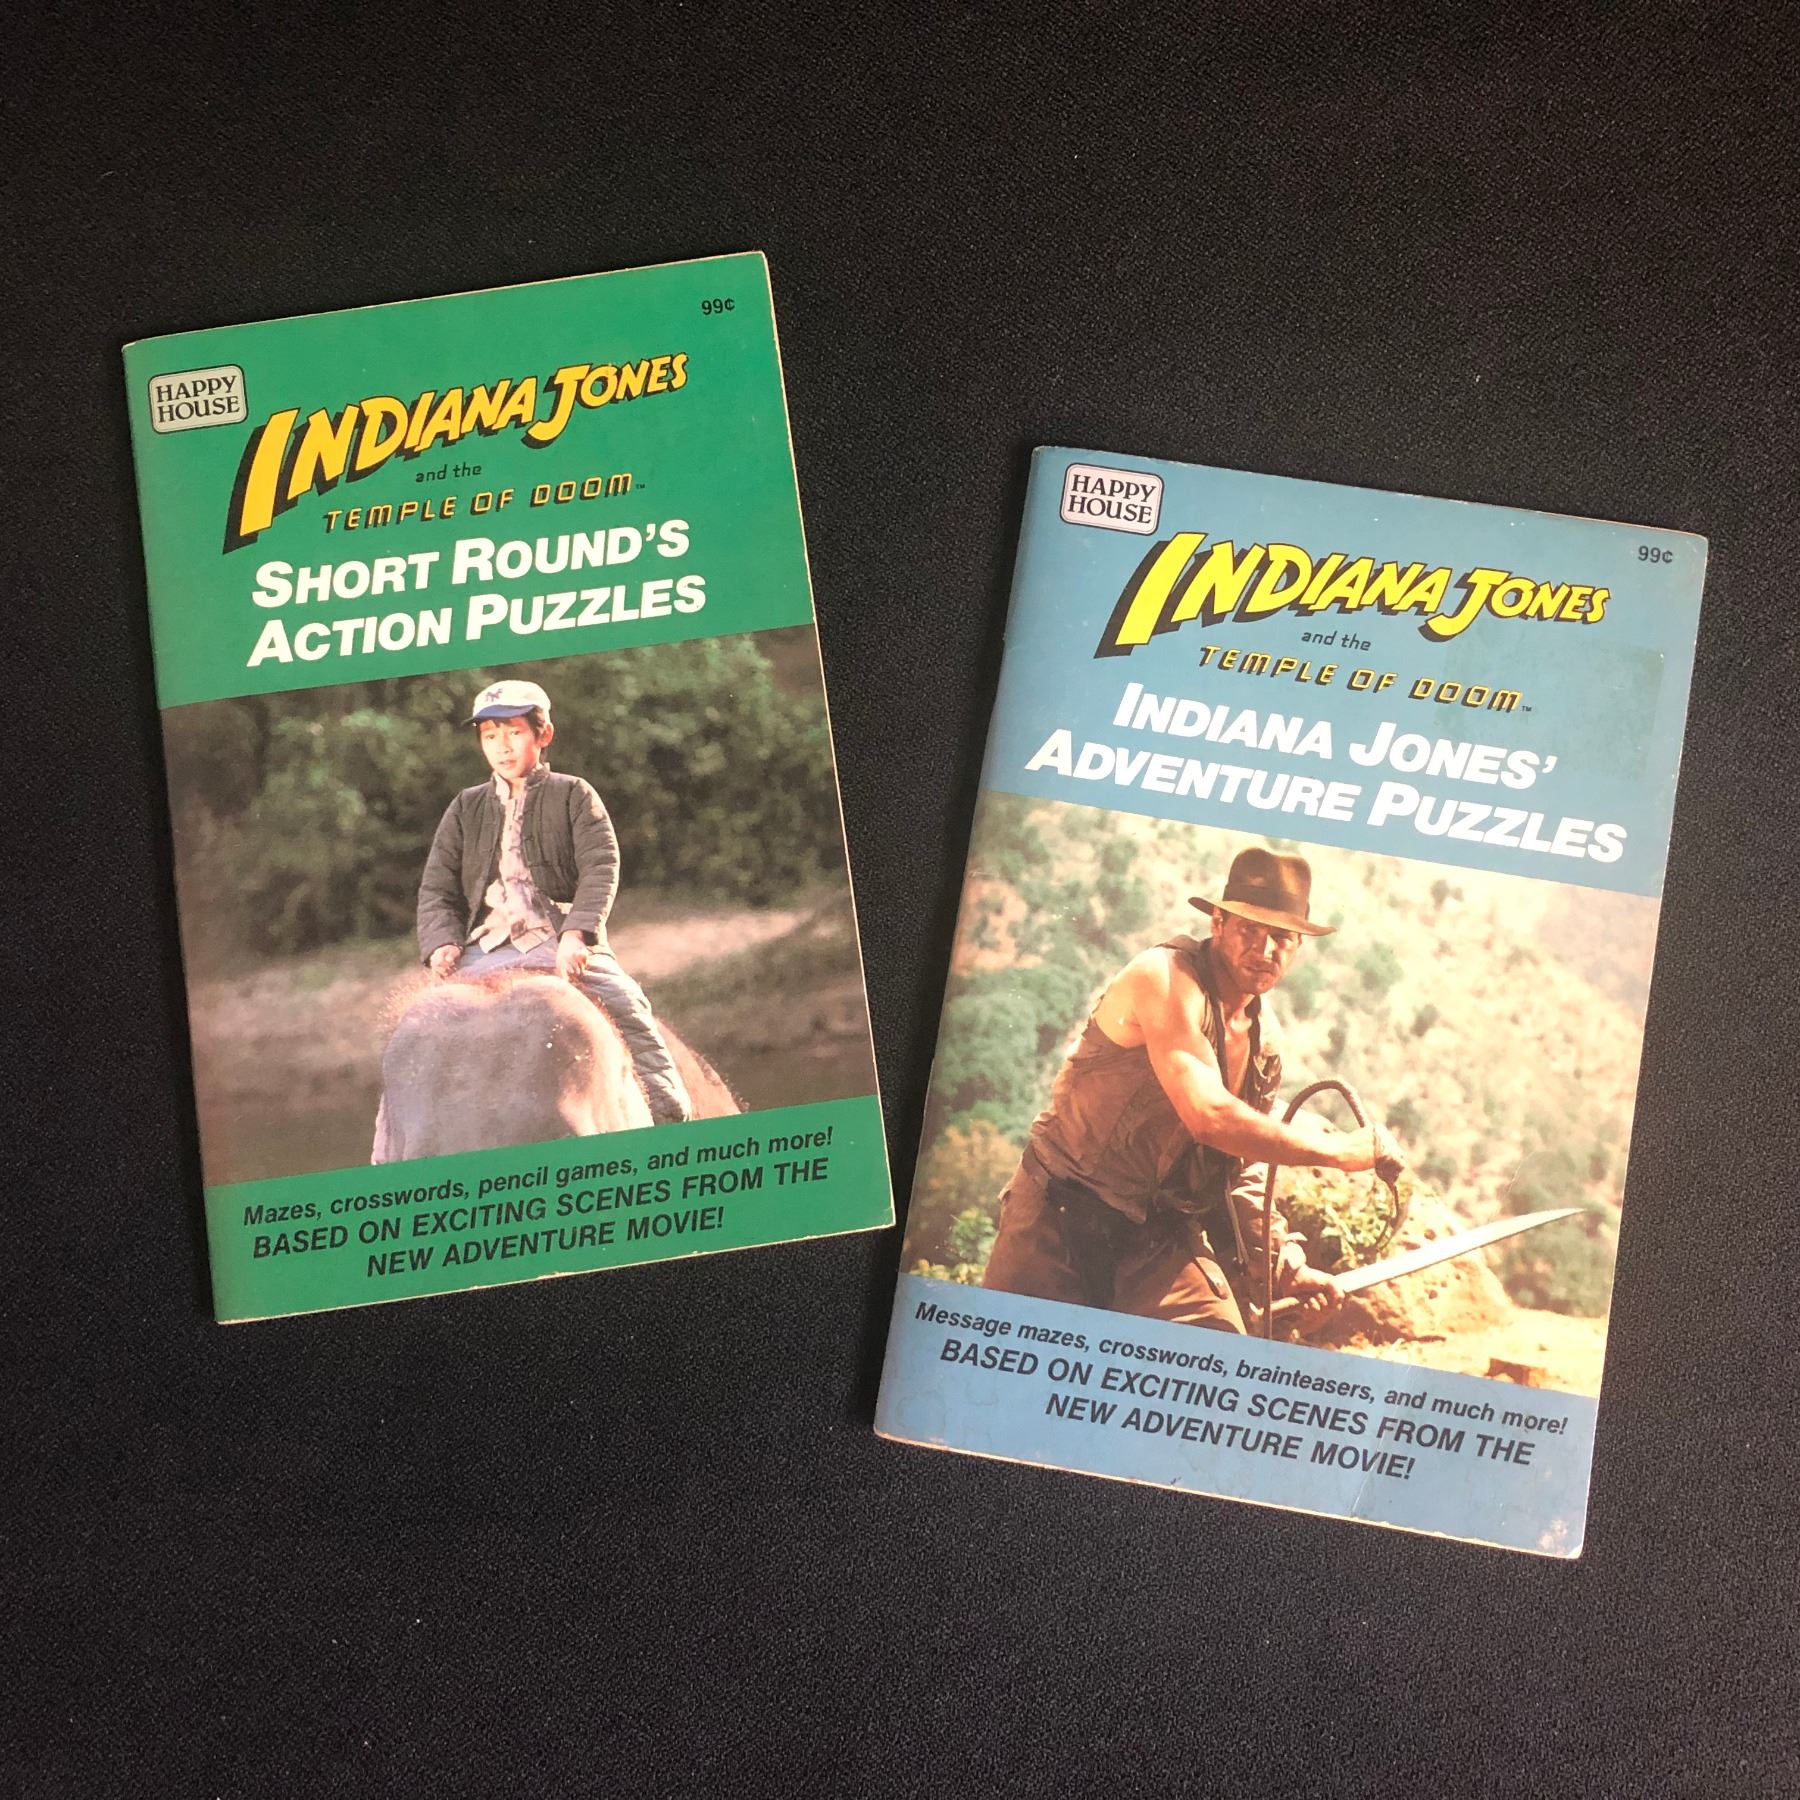 99¢
HAPPY
HOUSE
INDIANA JONES
and the
TEMPLE OF DOOM™
SHORT ROUND'S
ACTION PUZZLES
Mazes, crosswords, pencil games, and much more!
BASED ON EXCITING SCENES FROM THE
NEW ADVENTURE MOVIE!
HAPPY
HOUSE
99¢
INDIANA JONES
and the
TEMPLE OF DOOM™
INDIANA JONES'
ADVENTURE PUZZLES
Message mazes, crosswords, brainteasers, and much more!
BASED ON EXCITING SCENES FROM THE
NEW ADVENTURE MOVIE!